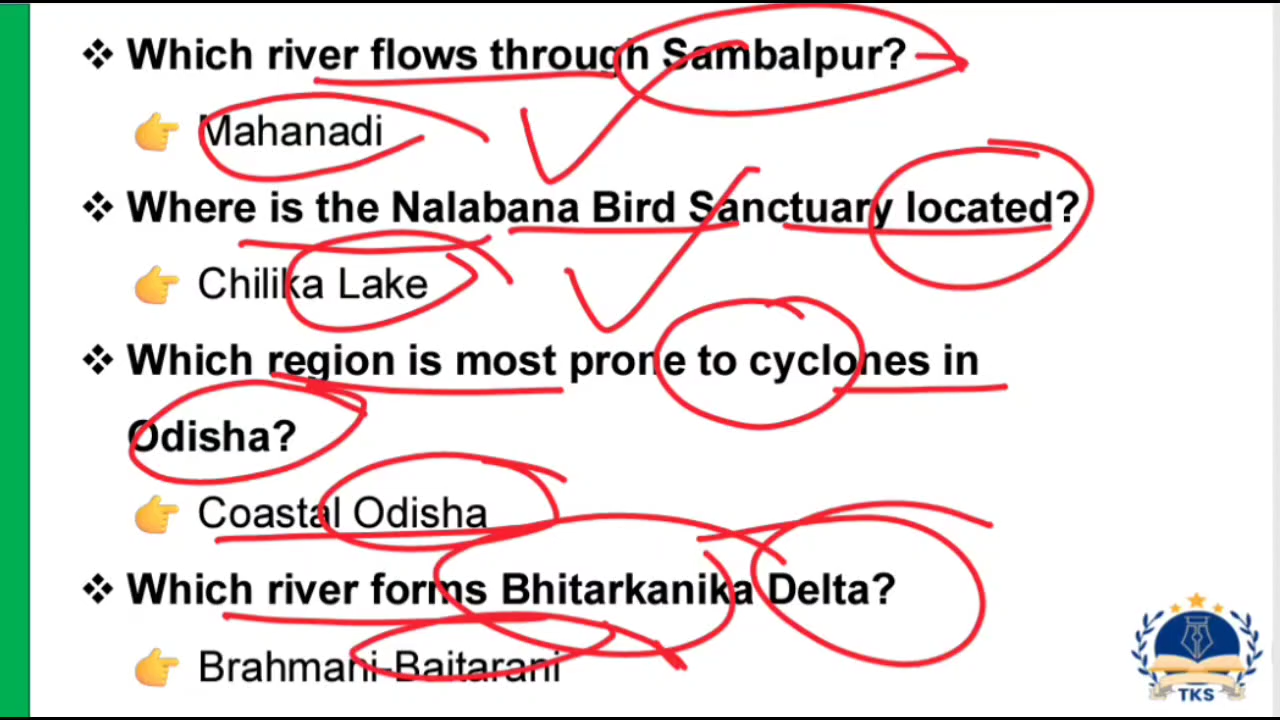 ❖ Which river flows through Sambalpur?
👉 Mahanadi
❖ Where is the Nalabana Bird Sanctuary located?
👉 Chilika Lake
❖ Which region is most prone to cyclones in
Odisha?
👉 Coastal Odisha
❖ Which river forms Bhitarkanika Delta?
👉 Brahmani-Baitarani
TKS